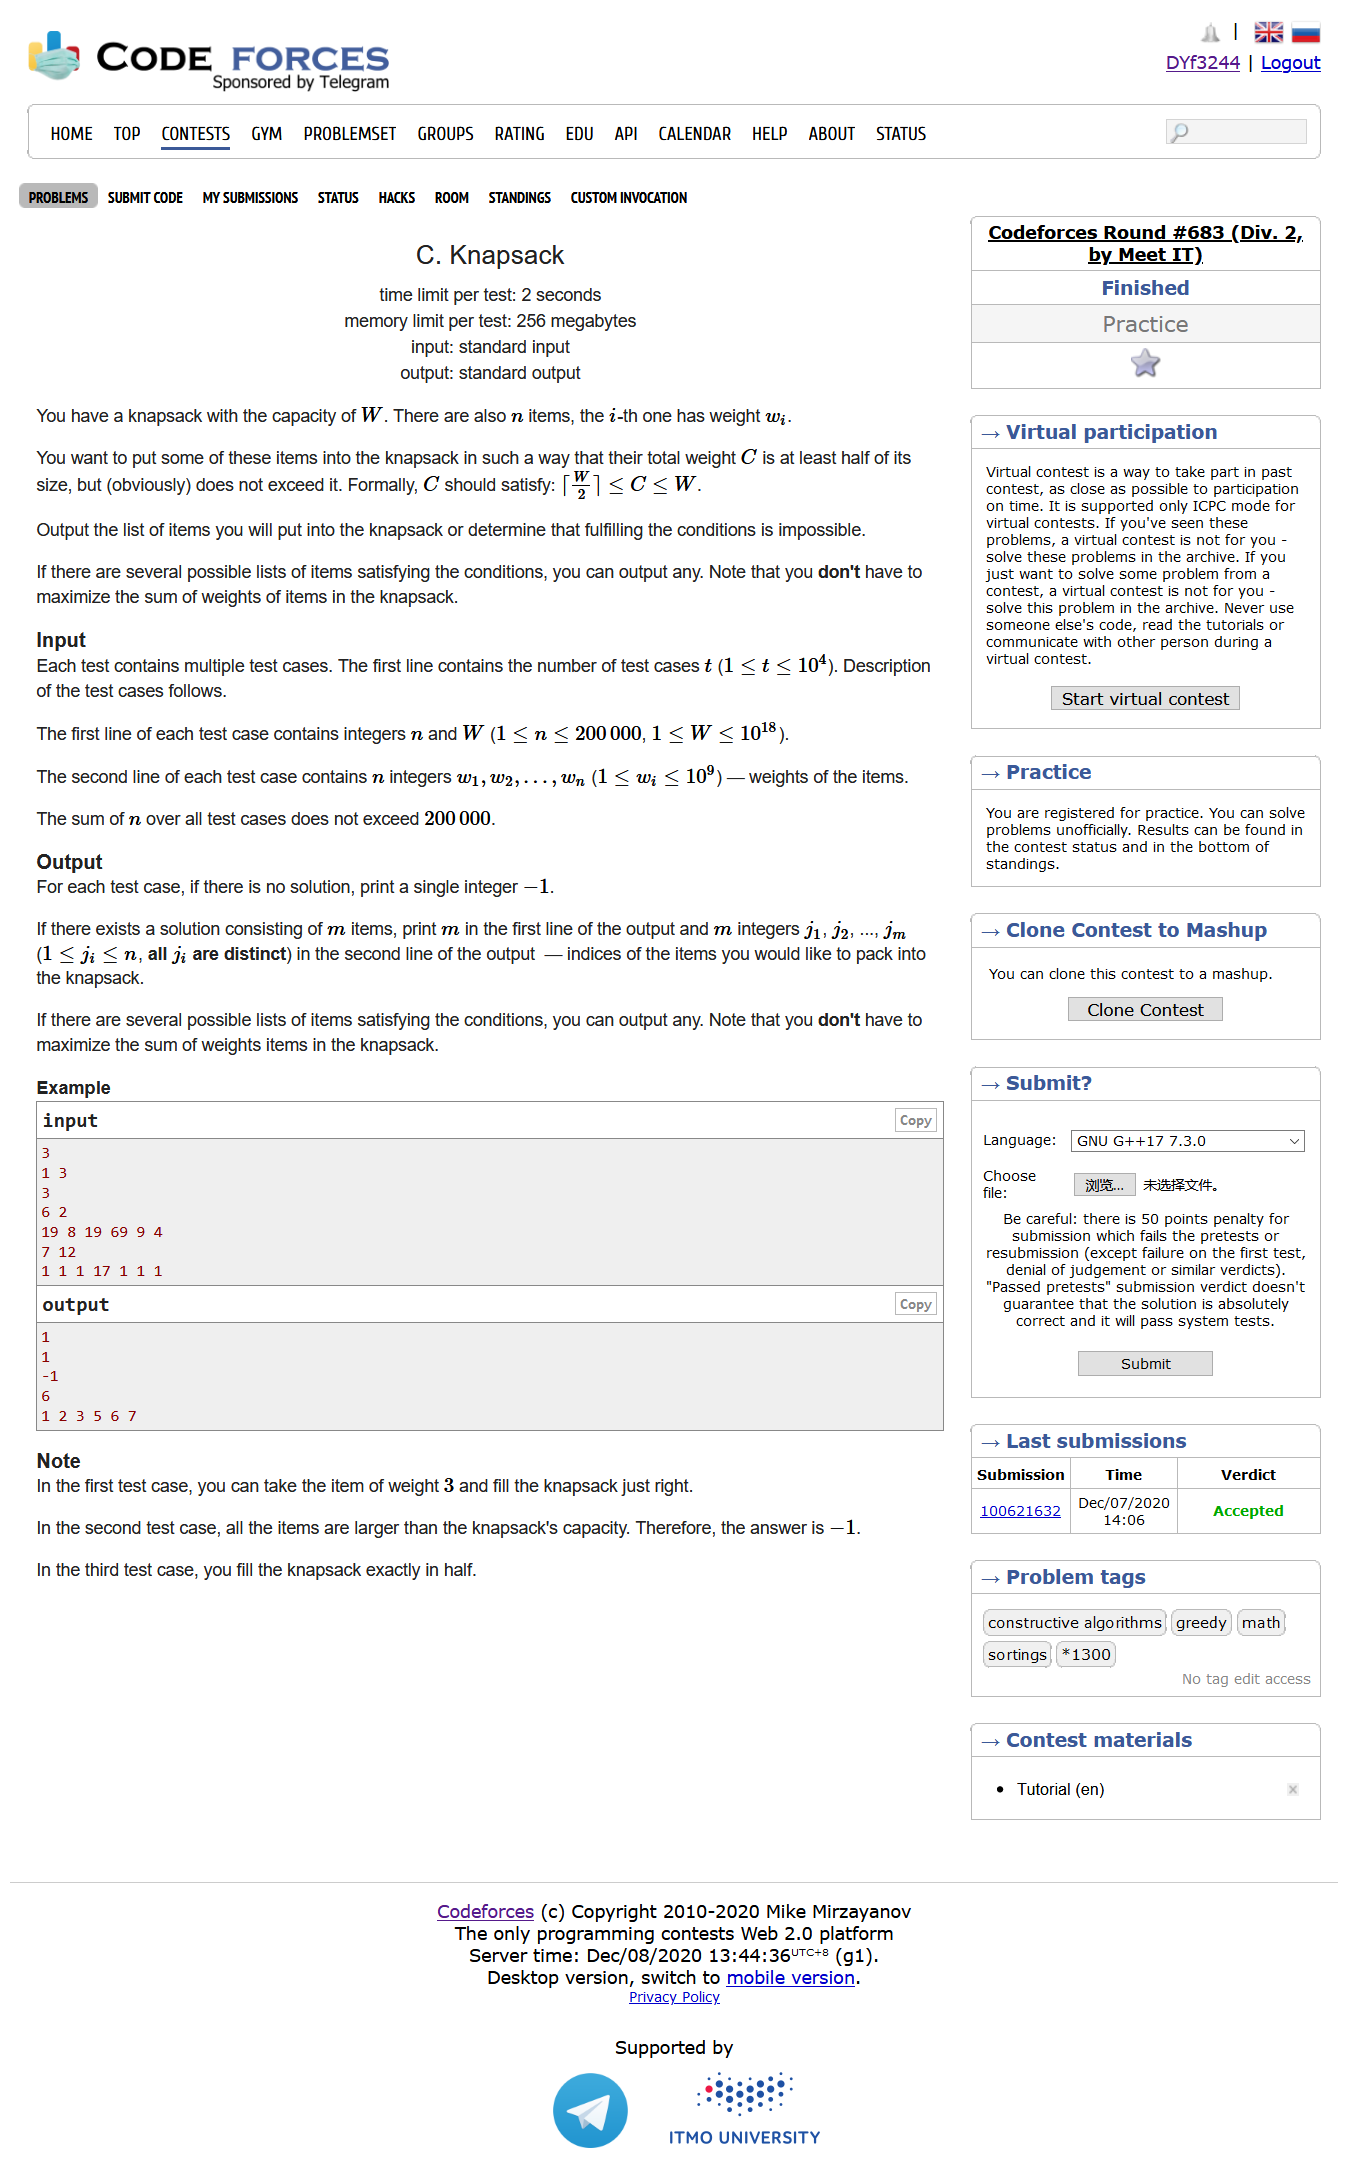 CODE FORCES
Sponsored by Telegram
|
DYf3244 | Logout
HOME TOP CONTESTS GYM PROBLEMSET GROUPS RATING EDU API CALENDAR HELP ABOUT STATUS
PROBLEMS SUBMIT CODE MY SUBMISSIONS STATUS HACKS ROOM STANDINGS CUSTOM INVOCATION
C. Knapsack
time limit per test: 2 seconds
memory limit per test: 256 megabytes
input: standard input
output: standard output
You have a knapsack with the capacity of W. There are also n items, the i-th one has weight w_i.
You want to put some of these items into the knapsack in such a way that their total weight C is at least half of its
size, but (obviously) does not exceed it. Formally, C should satisfy: ⌈W/2⌉ ≤ C ≤ W.
Output the list of items you will put into the knapsack or determine that fulfilling the conditions is impossible.
If there are several possible lists of items satisfying the conditions, you can output any. Note that you don't have to
maximize the sum of weights of items in the knapsack.
Input
Each test contains multiple test cases. The first line contains the number of test cases t (1 ≤ t ≤ 10^4). Description
of the test cases follows.
The first line of each test case contains integers n and W (1 ≤ n ≤ 200 000, 1 ≤ W ≤ 10^18).
The second line of each test case contains n integers w_1, w_2, …, w_n (1 ≤ w_i ≤ 10^9) — weights of the items.
The sum of n over all test cases does not exceed 200 000.
Output
For each test case, if there is no solution, print a single integer −1.
If there exists a solution consisting of m items, print m in the first line of the output and m integers j_1, j_2, ..., j_m
(1 ≤ j_i ≤ n, all j_i are distinct) in the second line of the output — indices of the items you would like to pack into
the knapsack.
If there are several possible lists of items satisfying the conditions, you can output any. Note that you don't have to
maximize the sum of weights items in the knapsack.
Example
input Copy
3
1 3
3
6 2
19 8 19 69 9 4
7 12
1 1 1 17 1 1 1
output Copy
1
1
-1
6
1 2 3 5 6 7
Note
In the first test case, you can take the item of weight 3 and fill the knapsack just right.
In the second test case, all the items are larger than the knapsack's capacity. Therefore, the answer is −1.
In the third test case, you fill the knapsack exactly in half.
Codeforces Round #683 (Div. 2,
by Meet IT)
Finished
Practice
→ Virtual participation
Virtual contest is a way to take part in past
contest, as close as possible to participation
on time. It is supported only ICPC mode for
virtual contests. If you've seen these
problems, a virtual contest is not for you -
solve these problems in the archive. If you
just want to solve some problem from a
contest, a virtual contest is not for you -
solve this problem in the archive. Never use
someone else's code, read the tutorials or
communicate with other person during a
virtual contest.
Start virtual contest
→ Practice
You are registered for practice. You can solve
problems unofficially. Results can be found in
the contest status and in the bottom of
standings.
→ Clone Contest to Mashup
You can clone this contest to a mashup.
Clone Contest
→ Submit?
Language: GNU G++17 7.3.0
Choose
file: 浏览... 未选择文件。
Be careful: there is 50 points penalty for
submission which fails the pretests or
resubmission (except failure on the first test,
denial of judgement or similar verdicts).
"Passed pretests" submission verdict doesn't
guarantee that the solution is absolutely
correct and it will pass system tests.
Submit
→ Last submissions
Submission Time Verdict
100621632 Dec/07/2020 14:06 Accepted
→ Problem tags
constructive algorithms greedy math
sortings *1300
No tag edit access
→ Contest materials
• Tutorial (en) ×
Codeforces (c) Copyright 2010-2020 Mike Mirzayanov
The only programming contests Web 2.0 platform
Server time: Dec/08/2020 13:44:36 UTC+8 (g1).
Desktop version, switch to mobile version.
Privacy Policy
Supported by
ITMO UNIVERSITY